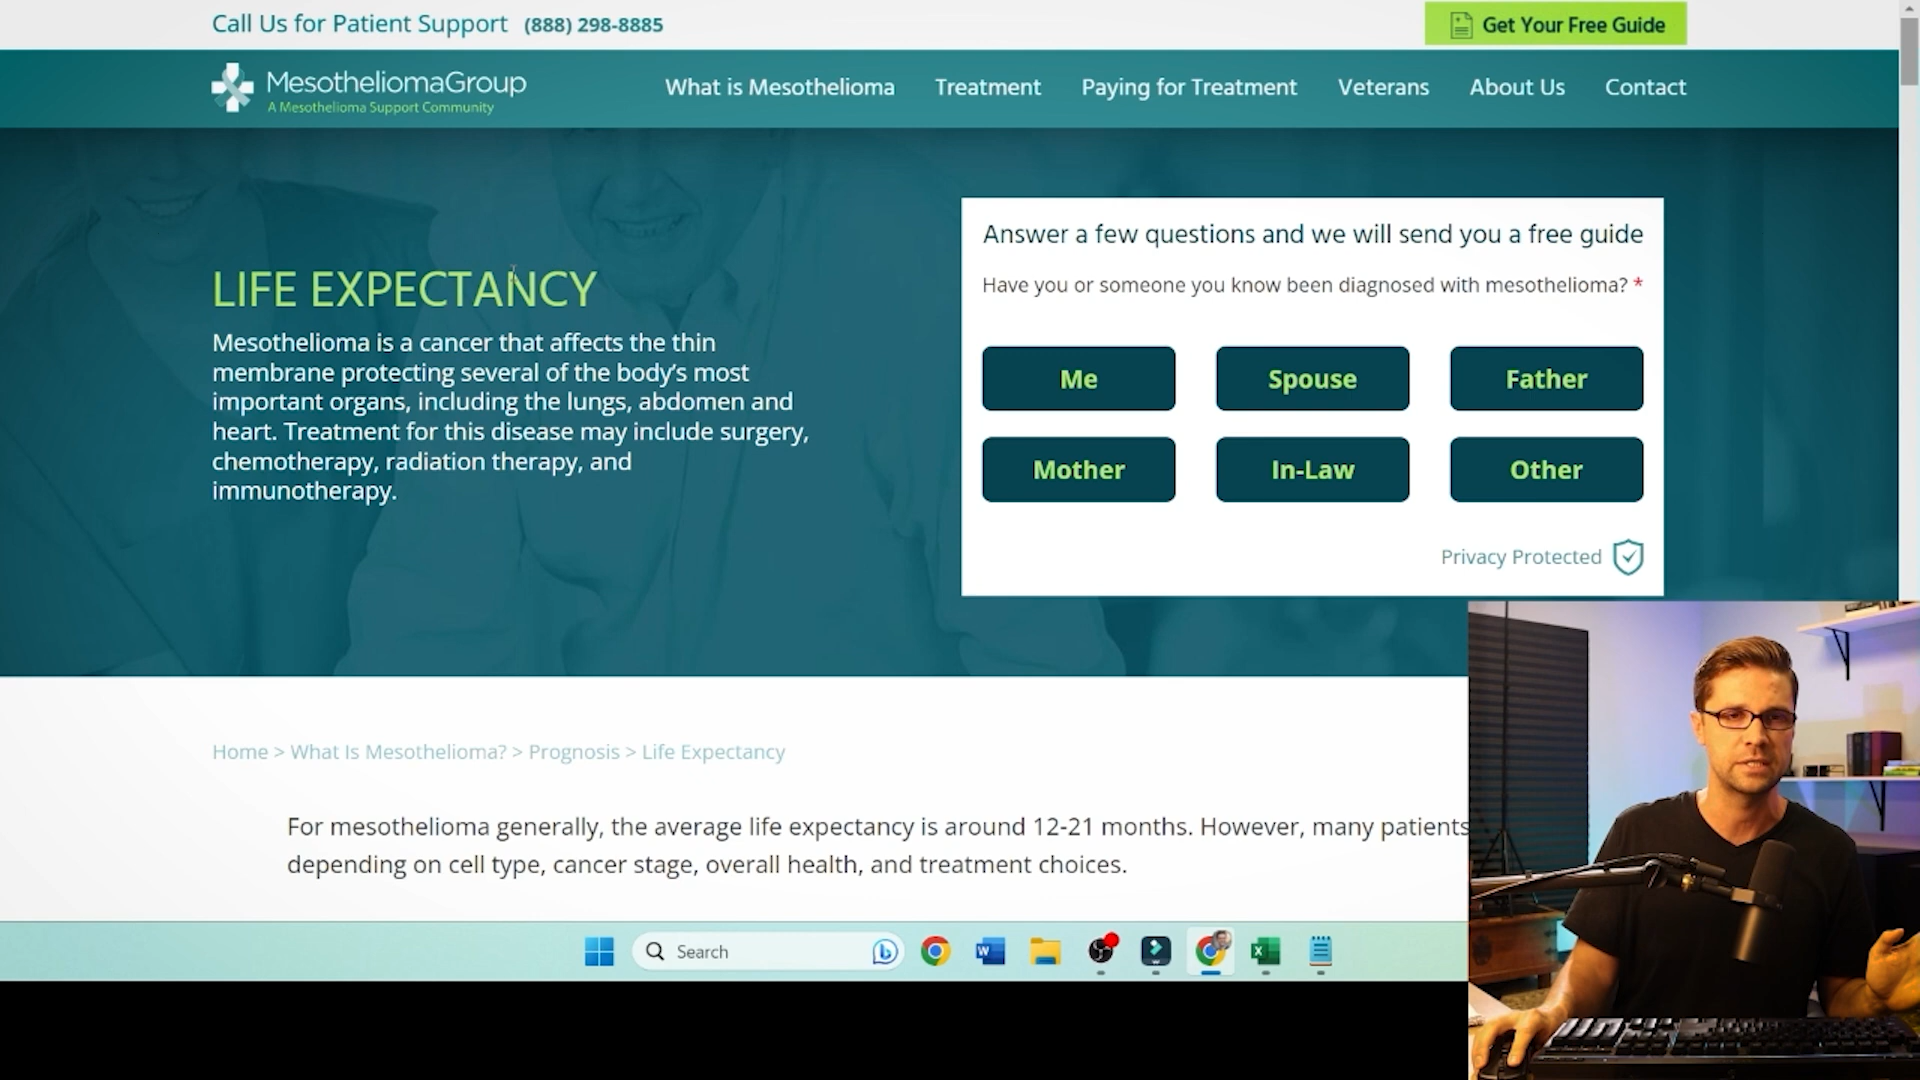 Call Us for Patient Support (888) 298-8885
Get Your Free Guide
MesotheliomaGroup
A Mesothelioma Support Community
What is Mesothelioma
Treatment
Paying for Treatment
Veterans
About Us
Contact
LIFE EXPECTANCY
Mesothelioma is a cancer that affects the thin
membrane protecting several of the body's most
important organs, including the lungs, abdomen and
heart. Treatment for this disease may include surgery,
chemotherapy, radiation therapy, and
immunotherapy.
Answer a few questions and we will send you a free guide
Have you or someone you know been diagnosed with mesothelioma? *
Me
Spouse
Father
Mother
In-Law
Other
Privacy Protected
Home > What Is Mesothelioma? > Prognosis > Life Expectancy
For mesothelioma generally, the average life expectancy is around 12-21 months. However, many patients
depending on cell type, cancer stage, overall health, and treatment choices.
Search